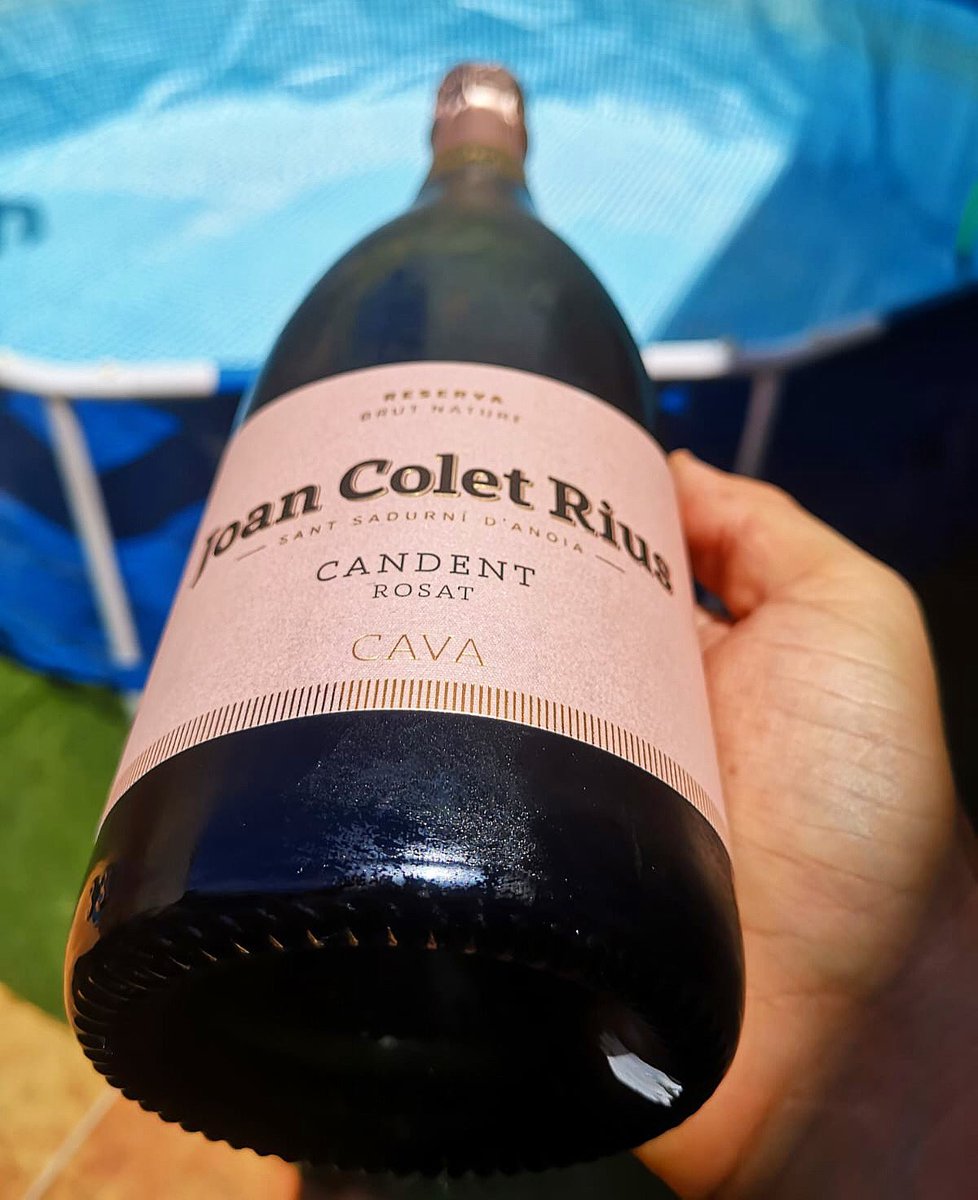 RESERVA
BRUT NATURE
Joan Colet Rius
SANT SADURNÍ D'ANOIA
CANDENT
ROSAT
CAVA